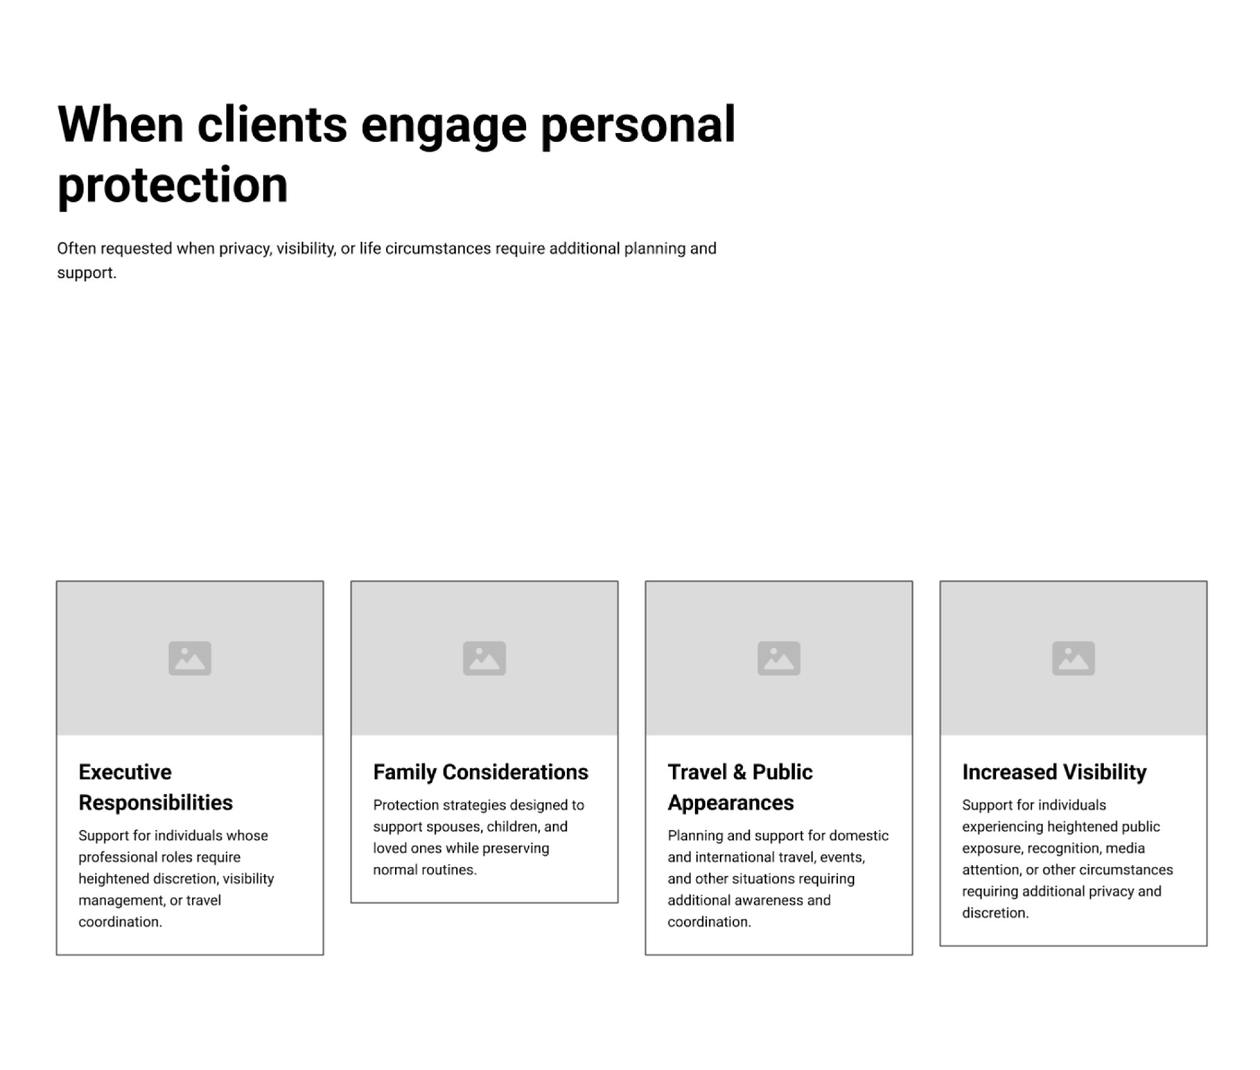 When clients engage personal
protection
Often requested when privacy, visibility, or life circumstances require additional planning and
support.
Executive
Responsibilities
Support for individuals whose
professional roles require
heightened discretion, visibility
management, or travel
coordination.
Family Considerations
Protection strategies designed to
support spouses, children, and
loved ones while preserving
normal routines.
Travel & Public
Appearances
Planning and support for domestic
and international travel, events,
and other situations requiring
additional awareness and
coordination.
Increased Visibility
Support for individuals
experiencing heightened public
exposure, recognition, media
attention, or other circumstances
requiring additional privacy and
discretion.